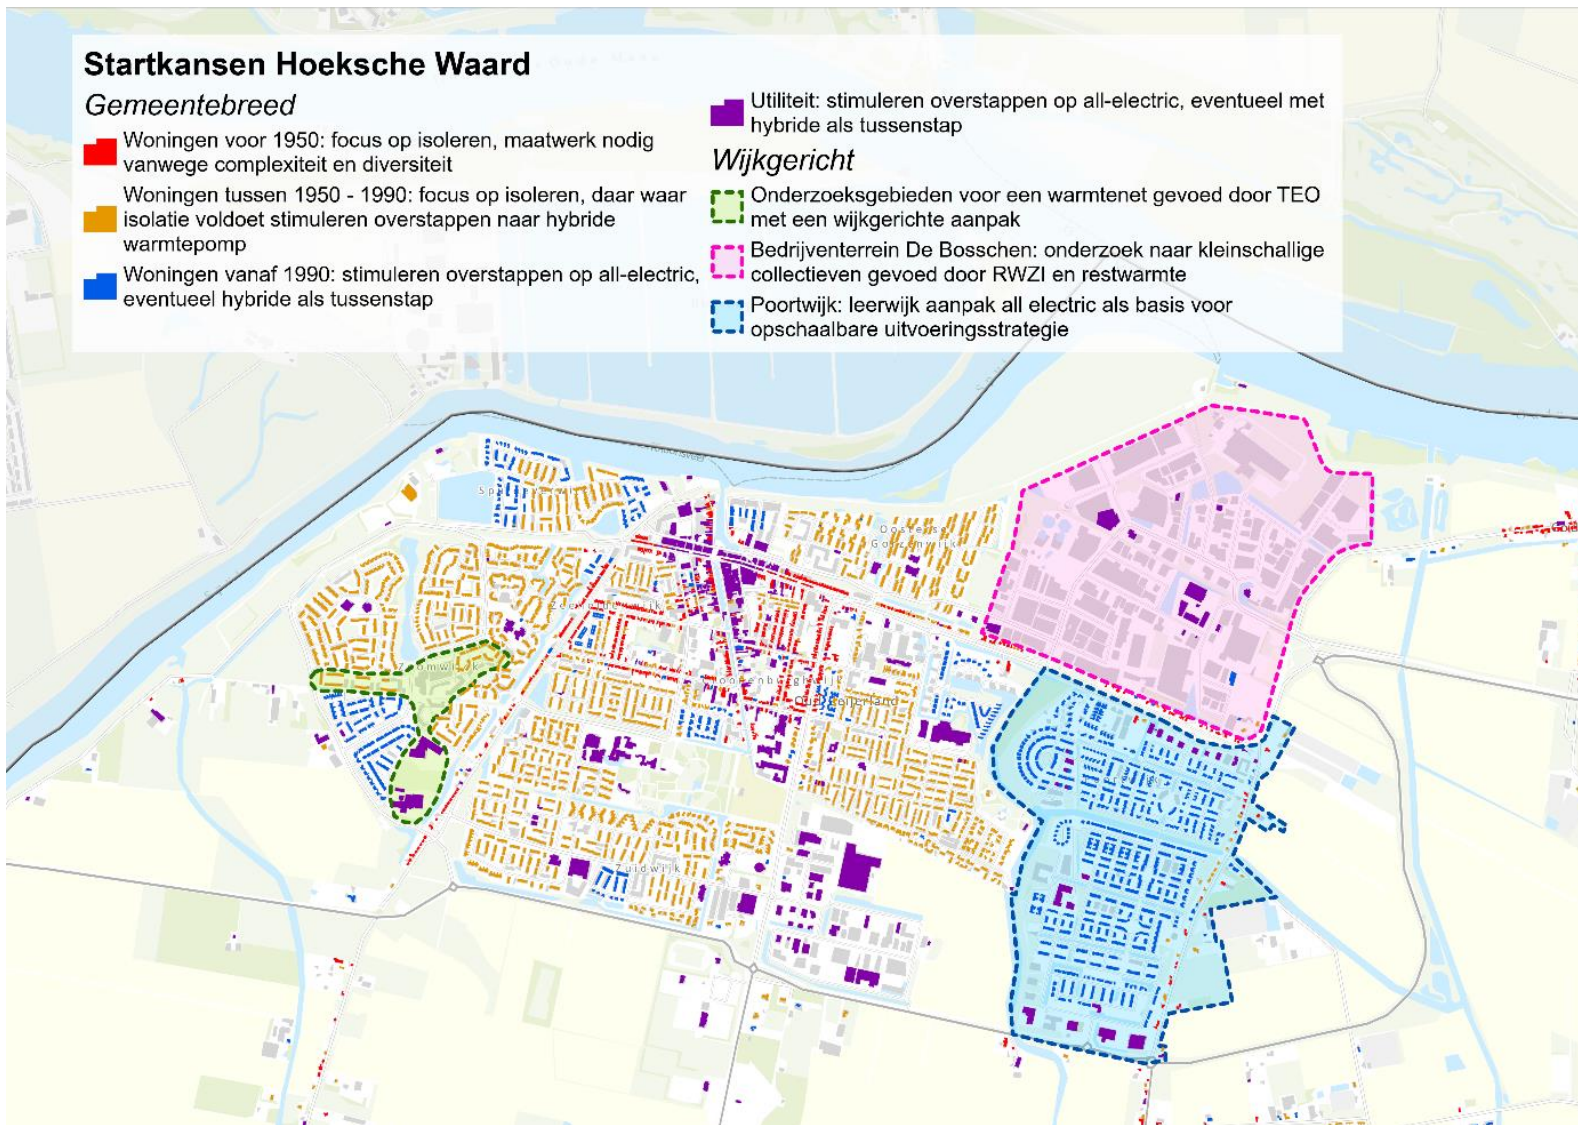 Startkansen Hoeksche Waard
Gemeentebreed
Woningen voor 1950: focus op isoleren, maatwerk nodig
vanwege complexiteit en diversiteit
Woningen tussen 1950 - 1990: focus op isoleren, daar waar
isolatie voldoet stimuleren overstappen naar hybride
warmtepomp
Woningen vanaf 1990: stimuleren overstappen op all-electric,
eventueel hybride als tussenstap
Utiliteit: stimuleren overstappen op all-electric, eventueel met
hybride als tussenstap
Wijkgericht
Onderzoeksgebieden voor een warmtenet gevoed door TEO
met een wijkgerichte aanpak
Bedrijventerrein De Bosschen: onderzoek naar kleinschallige
collectieven gevoed door RWZI en restwarmte
Poortwijk: leerwijk aanpak all electric als basis voor
opschaalbare uitvoeringsstrategie
Oosterse
Gorzenwijk
Zoomwijk
Zuidwijk